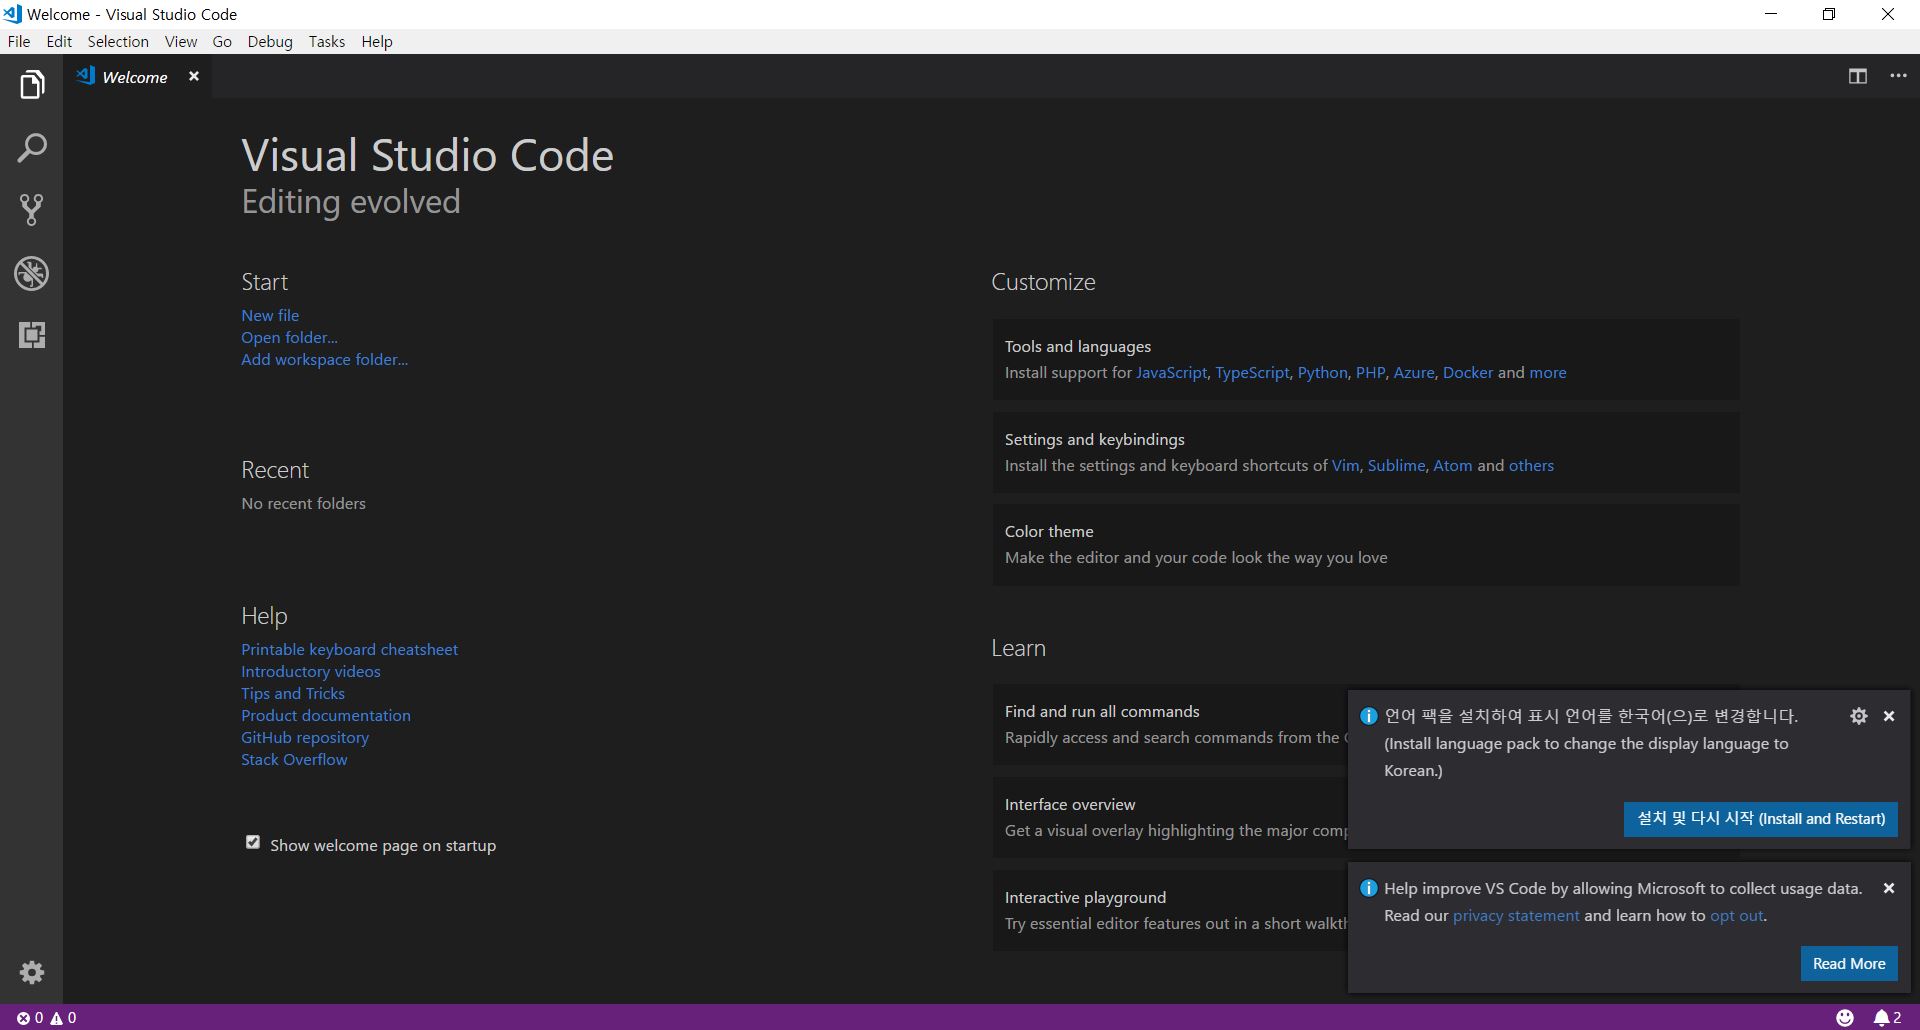 Welcome - Visual Studio Code
File Edit Selection View Go Debug Tasks Help
Welcome
Visual Studio Code
Editing evolved
Start
New file
Open folder...
Add workspace folder...
Recent
No recent folders
Help
Printable keyboard cheatsheet
Introductory videos
Tips and Tricks
Product documentation
GitHub repository
Stack Overflow
Show welcome page on startup
Customize
Tools and languages
Install support for JavaScript, TypeScript, Python, PHP, Azure, Docker and more
Settings and keybindings
Install the settings and keyboard shortcuts of Vim, Sublime, Atom and others
Color theme
Make the editor and your code look the way you love
Learn
Find and run all commands
Rapidly access and search commands from the
Interface overview
Get a visual overlay highlighting the major
Interactive playground
Try essential editor features out in a short
언어 팩을 설치하여 표시 언어를 한국어(으)로 변경합니다.
(Install language pack to change the display language to
Korean.)
설치 및 다시 시작 (Install and Restart)
Help improve VS Code by allowing Microsoft to collect usage data.
Read our privacy statement and learn how to opt out.
Read More
0 0
2